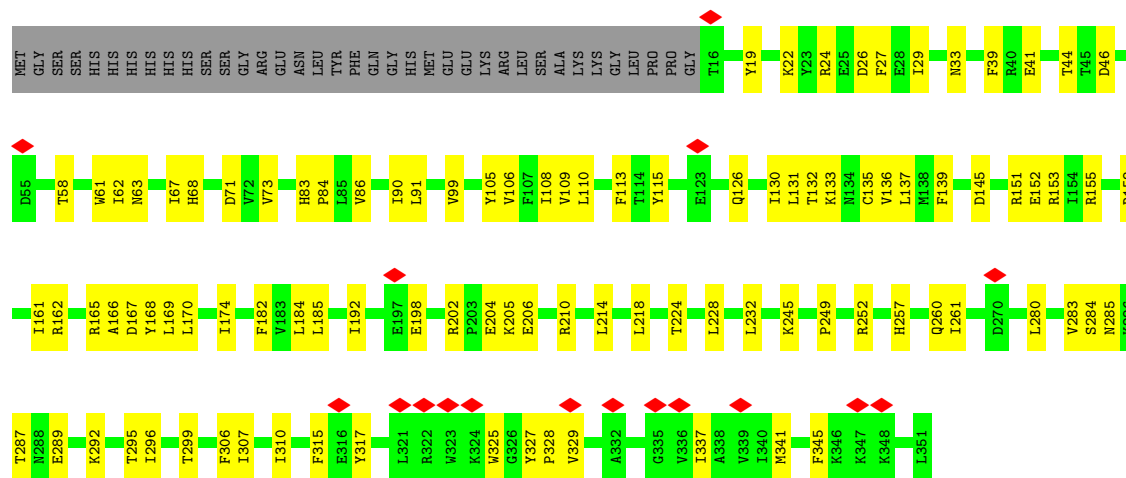 MET GLY SER SER HIS HIS HIS HIS HIS HIS SER SER GLY ARG GLU ASN LEU TYR PHE GLN GLY HIS MET GLU GLU LYS ARG LEU SER ALA LYS LYS GLY LEU PRO PRO GLY T16 Y19 K22 Y23 R24 E25 D26 F27 E28 I29 N33 F39 R40 E41 T44 T45 D46
D55 T58 W61 I62 N63 I67 H68 D71 V72 V73 H83 P84 L85 V86 I90 L91 V99 Y105 V106 F107 I108 V109 L110 F113 T114 Y115 E123 Q126 I130 L131 T132 K133 N134 C135 V136 L137 M138 F139 D145 R151 E152 R153 I154 R155
I161 R162 R165 A166 D167 Y168 L169 L170 I174 F182 V183 L184 L185 I192 E197 E198 R202 P203 E204 K205 E206 R210 L214 L218 T224 L228 L232 K245 P249 R252 H257 Q260 I261 D270 L280 V283 S284 N285
T287 N288 E289 K292 T295 I296 T299 F306 I307 I310 F315 E316 Y317 L321 R322 W323 K324 W325 G326 Y327 P328 V329 A332 G335 V336 I337 A338 V339 I340 M341 F345 K346 K347 K348 L351